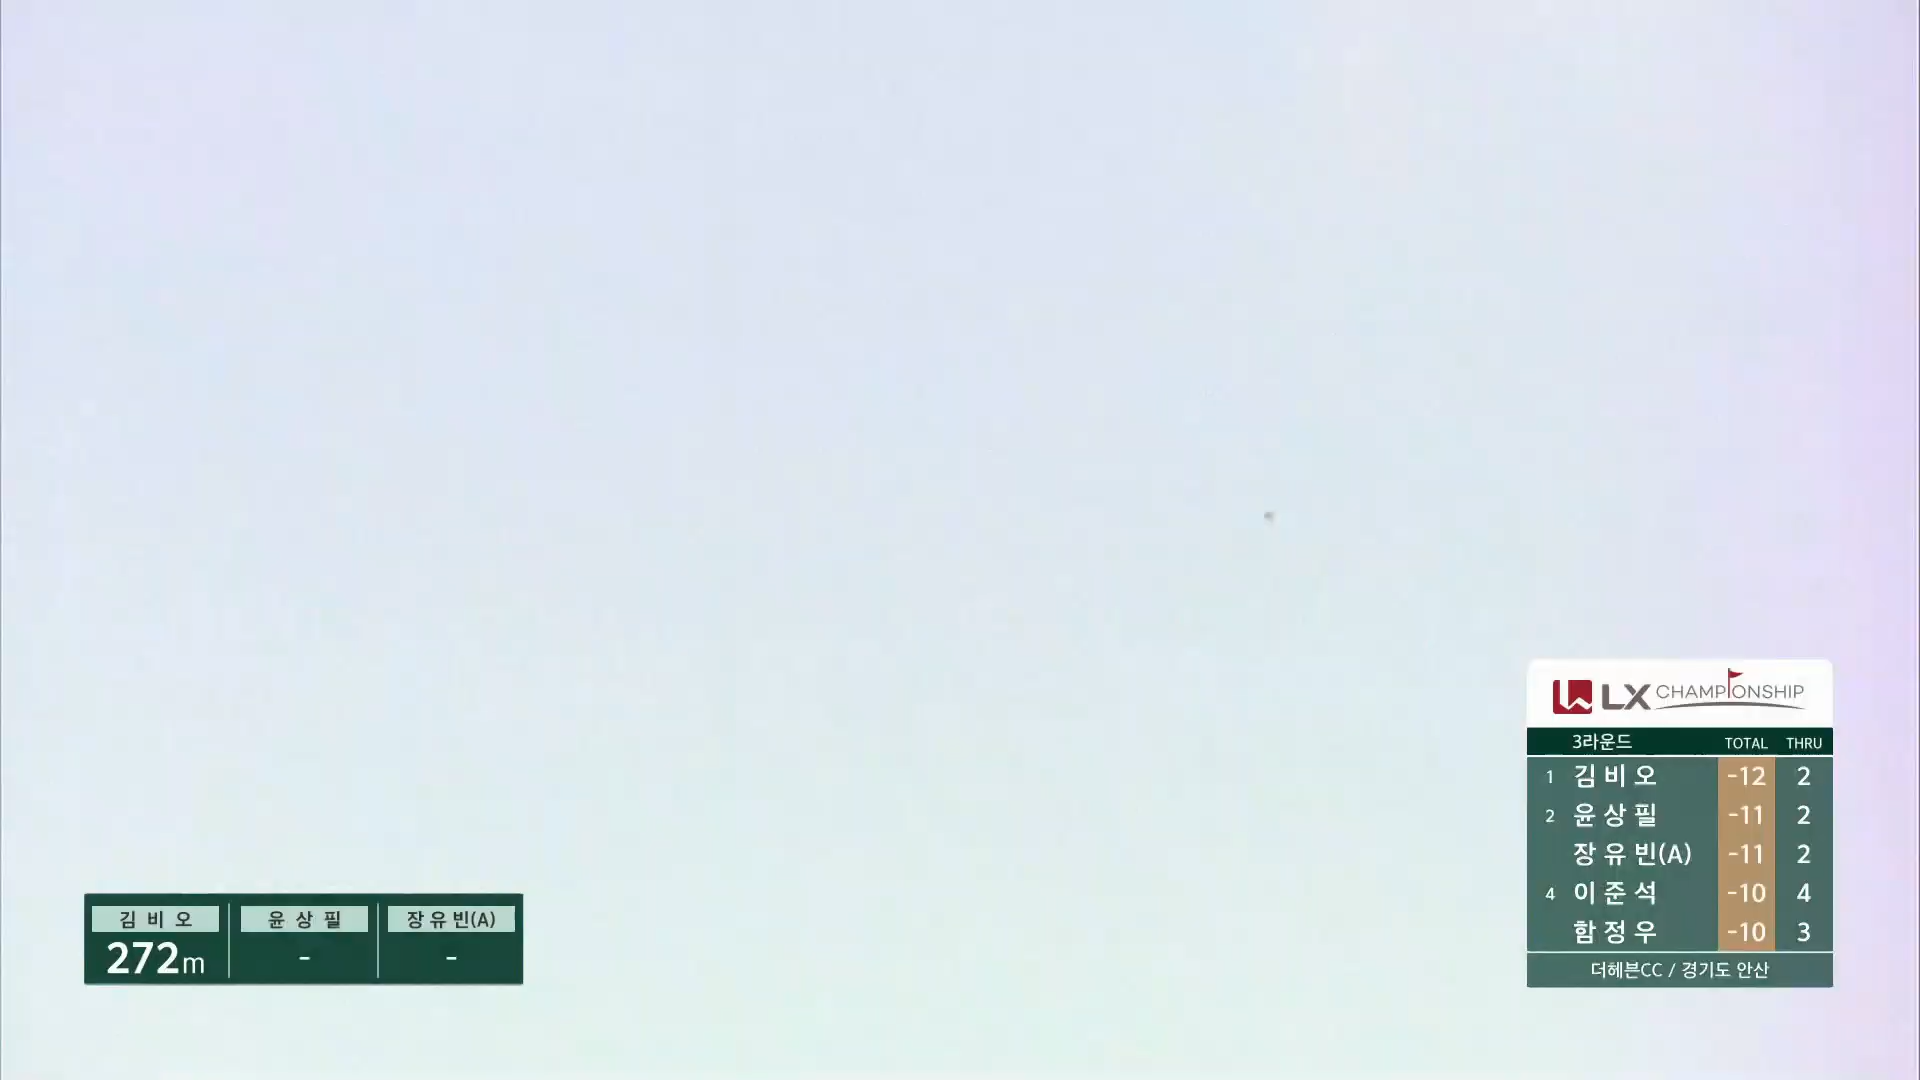 LX CHAMPIONSHIP
3라운드 TOTAL THRU
1 김비오 -12 2
2 윤상필 -11 2
장유빈(A) -11 2
4 이준석 -10 4
함정우 -10 3
더헤븐CC / 경기도 안산
김비오 윤상필 장유빈(A)
272m - -